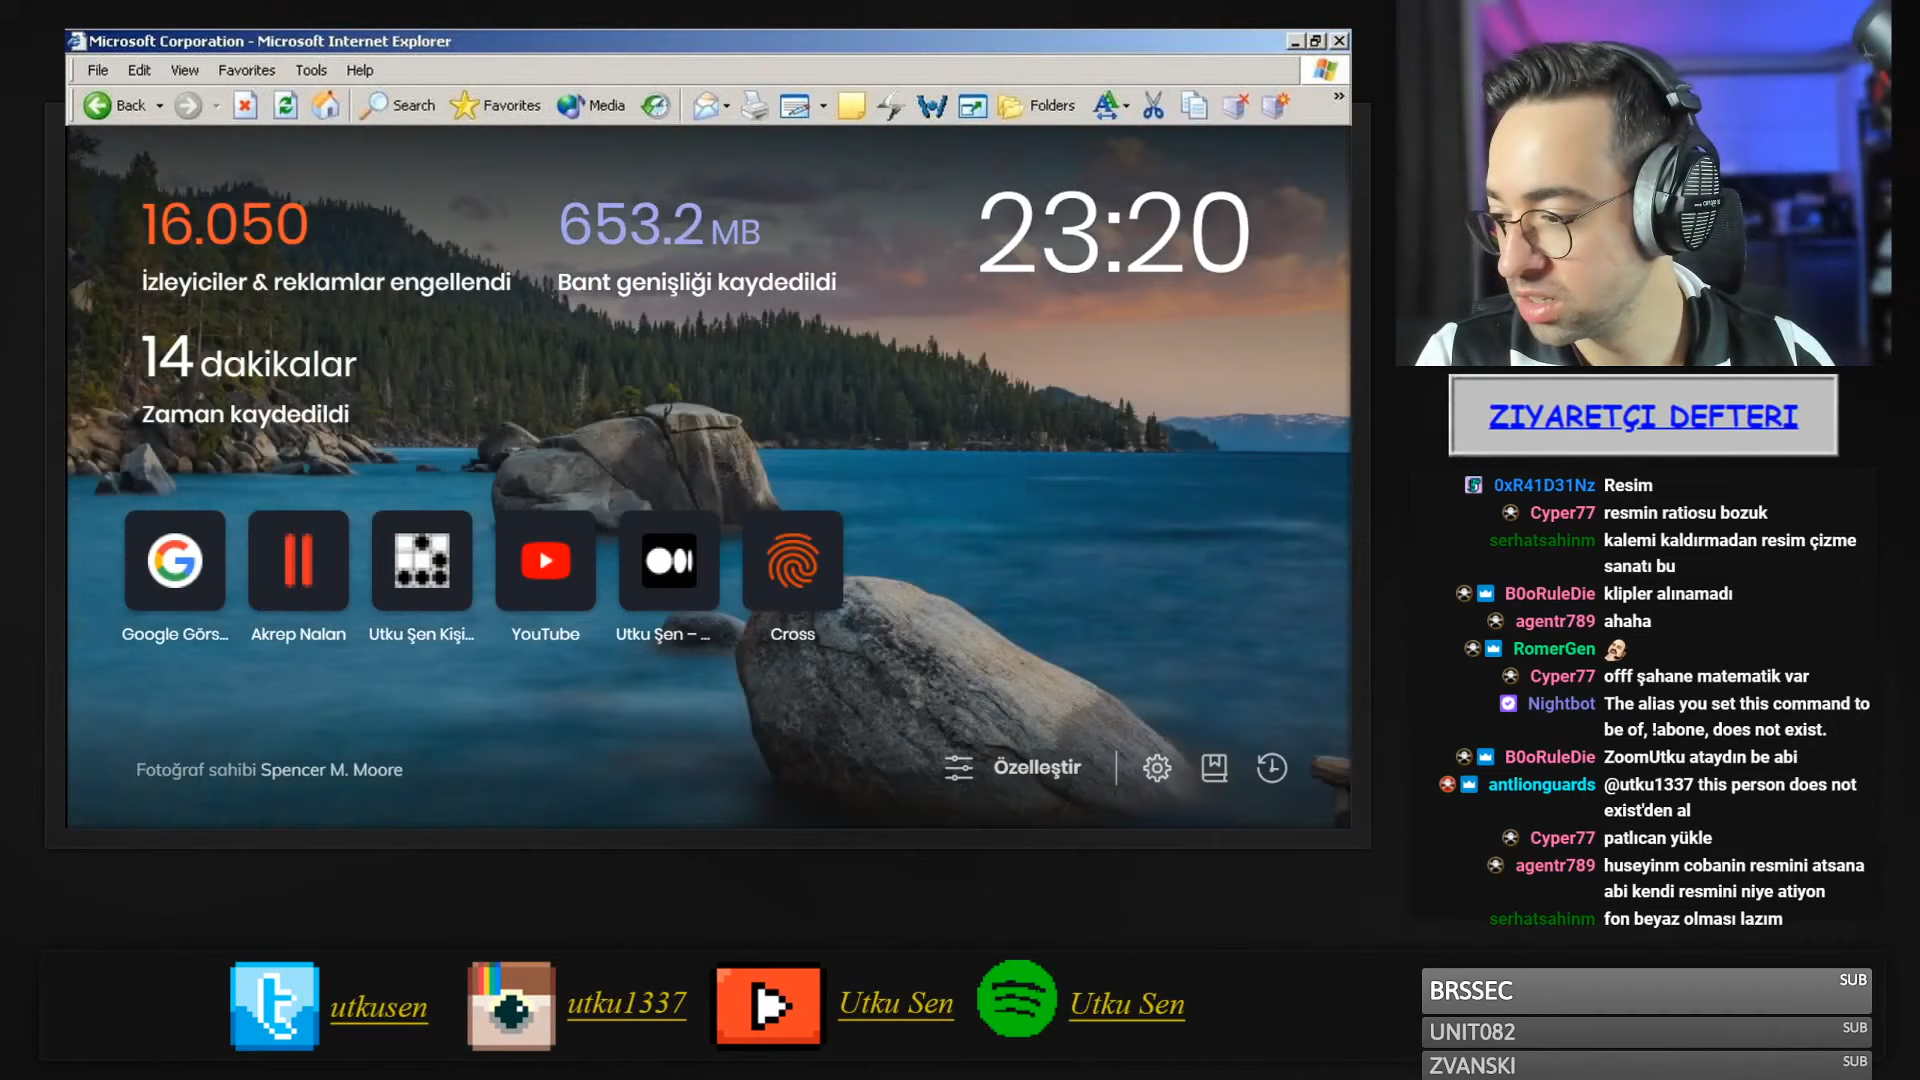 Microsoft Corporation - Microsoft Internet Explorer
File Edit View Favorites Tools Help
Back Search Favorites Media Folders
16.050
İzleyiciler & reklamlar engellendi
653.2 MB
Bant genişliği kaydedildi
23:20
14 dakikalar
Zaman kaydedildi
Google Görs...
Akrep Nalan
Utku Şen Kişi...
YouTube
Utku Şen – ...
Cross
Fotoğraf sahibi Spencer M. Moore
Özelleştir
ZIYARETÇI DEFTERI
0xR41D31Nz Resim
Cyper77 resmin ratiosu bozuk
serhatsahinm kalemi kaldırmadan resim çizme
sanatı bu
B0oRuleDie klipler alınamadı
agentr789 ahaha
RomerGen
Cyper77 offf şahane matematik var
Nightbot The alias you set this command to
be of, !abone, does not exist.
B0oRuleDie ZoomUtku ataydın be abi
antlionguards @utku1337 this person does not
exist'den al
Cyper77 patlıcan yükle
agentr789 huseyinm cobanin resmini atsana
abi kendi resmini niye atiyon
serhatsahinm fon beyaz olması lazım
utkusen
utku1337
Utku Sen
Utku Sen
BRSSEC SUB
UNIT082 SUB
ZVANSKI SUB